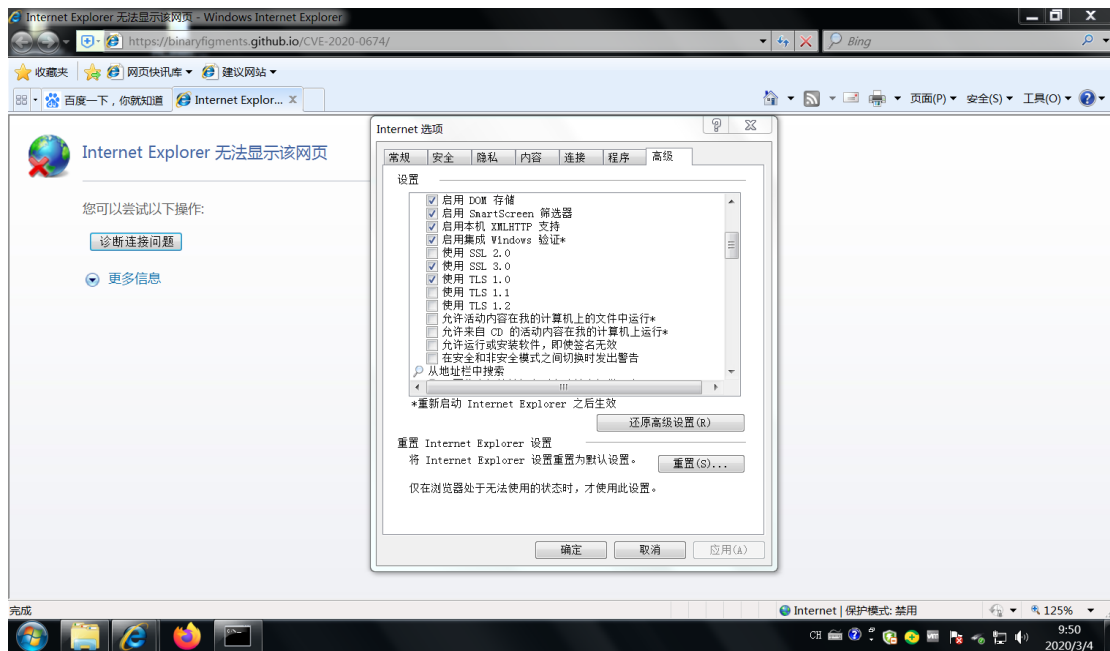 Internet Explorer 无法显示该网页 - Windows Internet Explorer
https://binaryfigments.github.io/CVE-2020-0674/
Bing
收藏夹 网页快讯库 建议网站
百度一下，你就知道 Internet Explor... X
页面(P) 安全(S) 工具(O)
Internet Explorer 无法显示该网页
您可以尝试以下操作:
诊断连接问题
更多信息
Internet 选项
常规 安全 隐私 内容 连接 程序 高级
设置
启用 DOM 存储
启用 SmartScreen 筛选器
启用本机 XMLHTTP 支持
启用集成 Windows 验证*
使用 SSL 2.0
使用 SSL 3.0
使用 TLS 1.0
使用 TLS 1.1
使用 TLS 1.2
允许活动内容在我的计算机上的文件中运行*
允许来自 CD 的活动内容在我的计算机上运行*
允许运行或安装软件，即使签名无效
在安全和非安全模式之间切换时发出警告
从地址栏中搜索
*重新启动 Internet Explorer 之后生效
还原高级设置(R)
重置 Internet Explorer 设置
将 Internet Explorer 设置重置为默认设置。
重置(S)...
仅在浏览器处于无法使用的状态时，才使用此设置。
确定 取消 应用(A)
完成
Internet | 保护模式: 禁用
125%
CH
9:50
2020/3/4